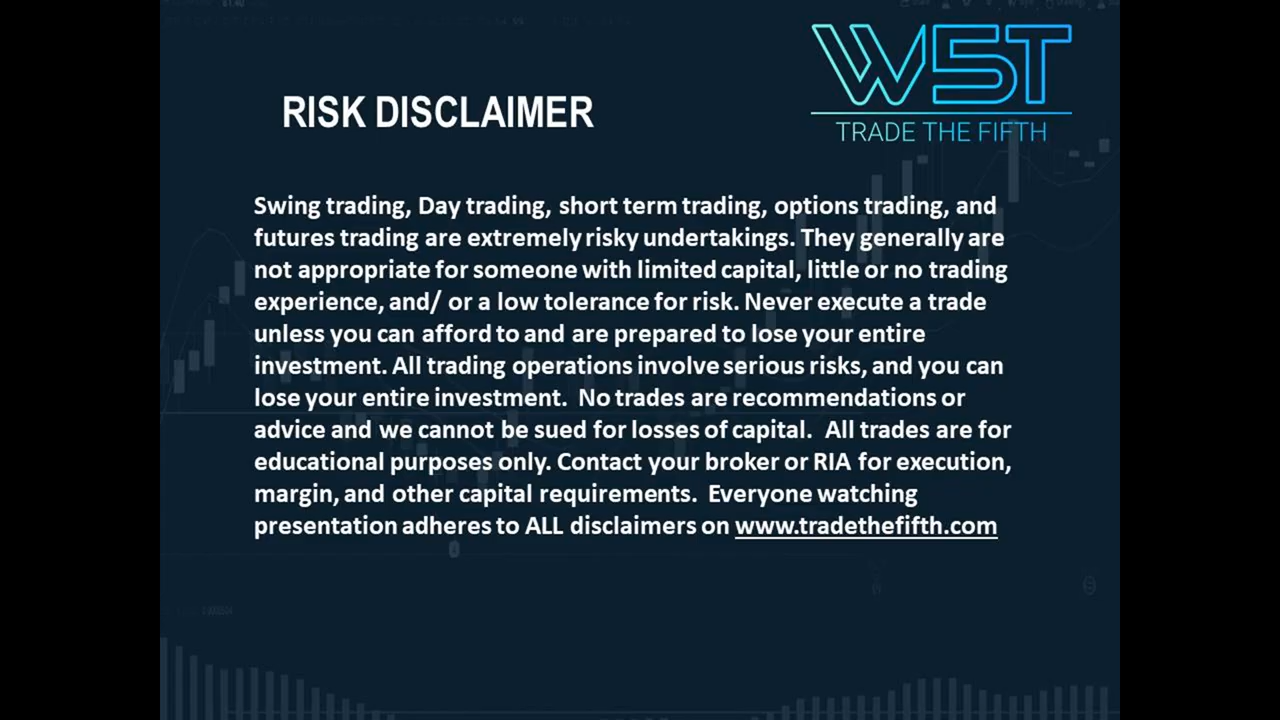 W5T
TRADE THE FIFTH
RISK DISCLAIMER
Swing trading, Day trading, short term trading, options trading, and
futures trading are extremely risky undertakings. They generally are
not appropriate for someone with limited capital, little or no trading
experience, and/ or a low tolerance for risk. Never execute a trade
unless you can afford to and are prepared to lose your entire
investment. All trading operations involve serious risks, and you can
lose your entire investment.  No trades are recommendations or
advice and we cannot be sued for losses of capital.  All trades are for
educational purposes only. Contact your broker or RIA for execution,
margin, and other capital requirements.  Everyone watching
presentation adheres to ALL disclaimers on www.tradethefifth.com